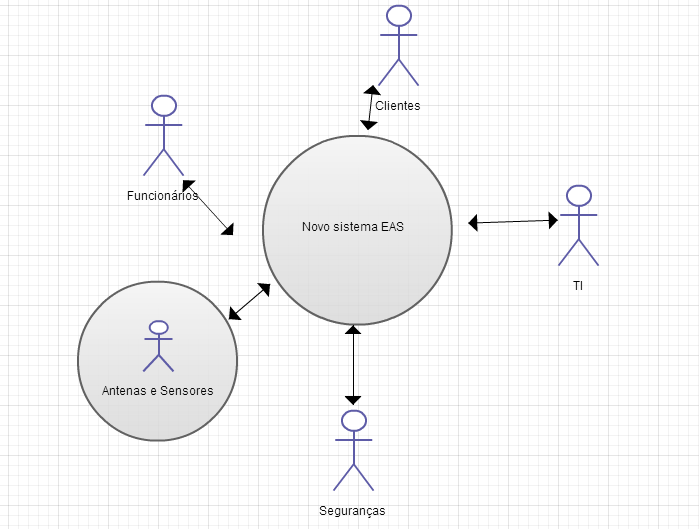 Clientes
Funcionários
Novo sistema EAS
TI
Antenas e Sensores
Seguranças